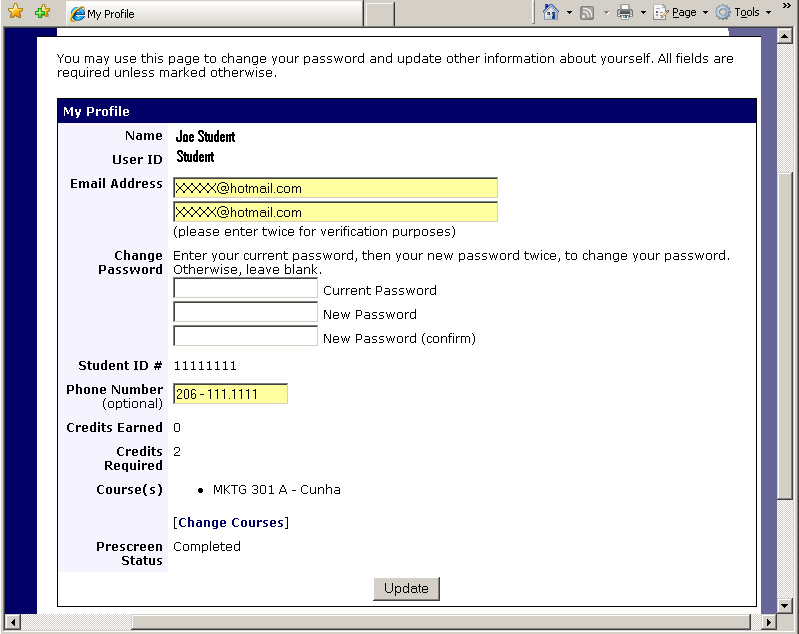 My Profile
Page
Tools
»
You may use this page to change your password and update other information about yourself. All fields are
required unless marked otherwise.
My Profile
Name Joe Student
User ID Student
Email Address XXXXX@hotmail.com
XXXXX@hotmail.com
(please enter twice for verification purposes)
Change Enter your current password, then your new password twice, to change your password.
Password Otherwise, leave blank.
Current Password
New Password
New Password (confirm)
Student ID # 11111111
Phone Number 206 - 111.1111
(optional)
Credits Earned 0
Credits 2
Required
Course(s) • MKTG 301 A - Cunha
[Change Courses]
Prescreen Completed
Status
Update